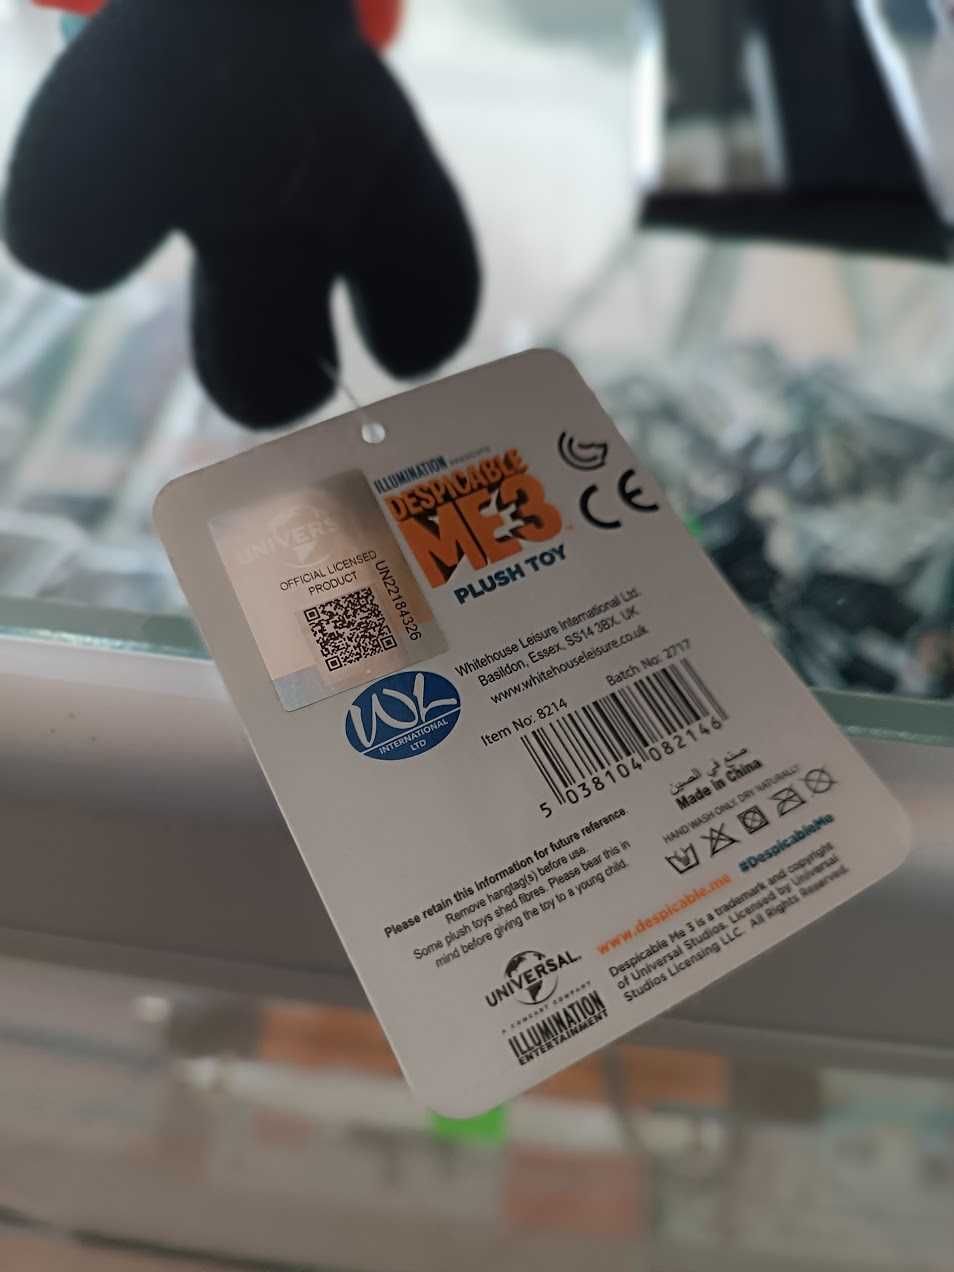 UNIVERSAL
OFFICIAL LICENSED
PRODUCT
UN22184326
ILLUMINATION PRESENTS
DESPICABLE
ME3
PLUSH TOY
CE
WL
INTERNATIONAL
LTD
Whitehouse Leisure International Ltd.
Basildon, Essex, SS14 3BX, UK
www.whitehouseleisure.co.uk
Item No: 8214
Batch No: 2717
5 038104 082146
صنع في الصين
Made in China
HAND WASH ONLY. DRY NATURALLY.
Please retain this information for future reference.
Remove hangtag(s) before use.
Some plush toys shed fibres. Please bear this in
mind before giving the toy to a young child.
www.despicable.me #DespicableMe
Despicable Me 3 is a trademark and copyright
of Universal Studios. Licensed by Universal
Studios Licensing LLC. All Rights Reserved.
UNIVERSAL
A COMCAST COMPANY
ILLUMINATION
ENTERTAINMENT